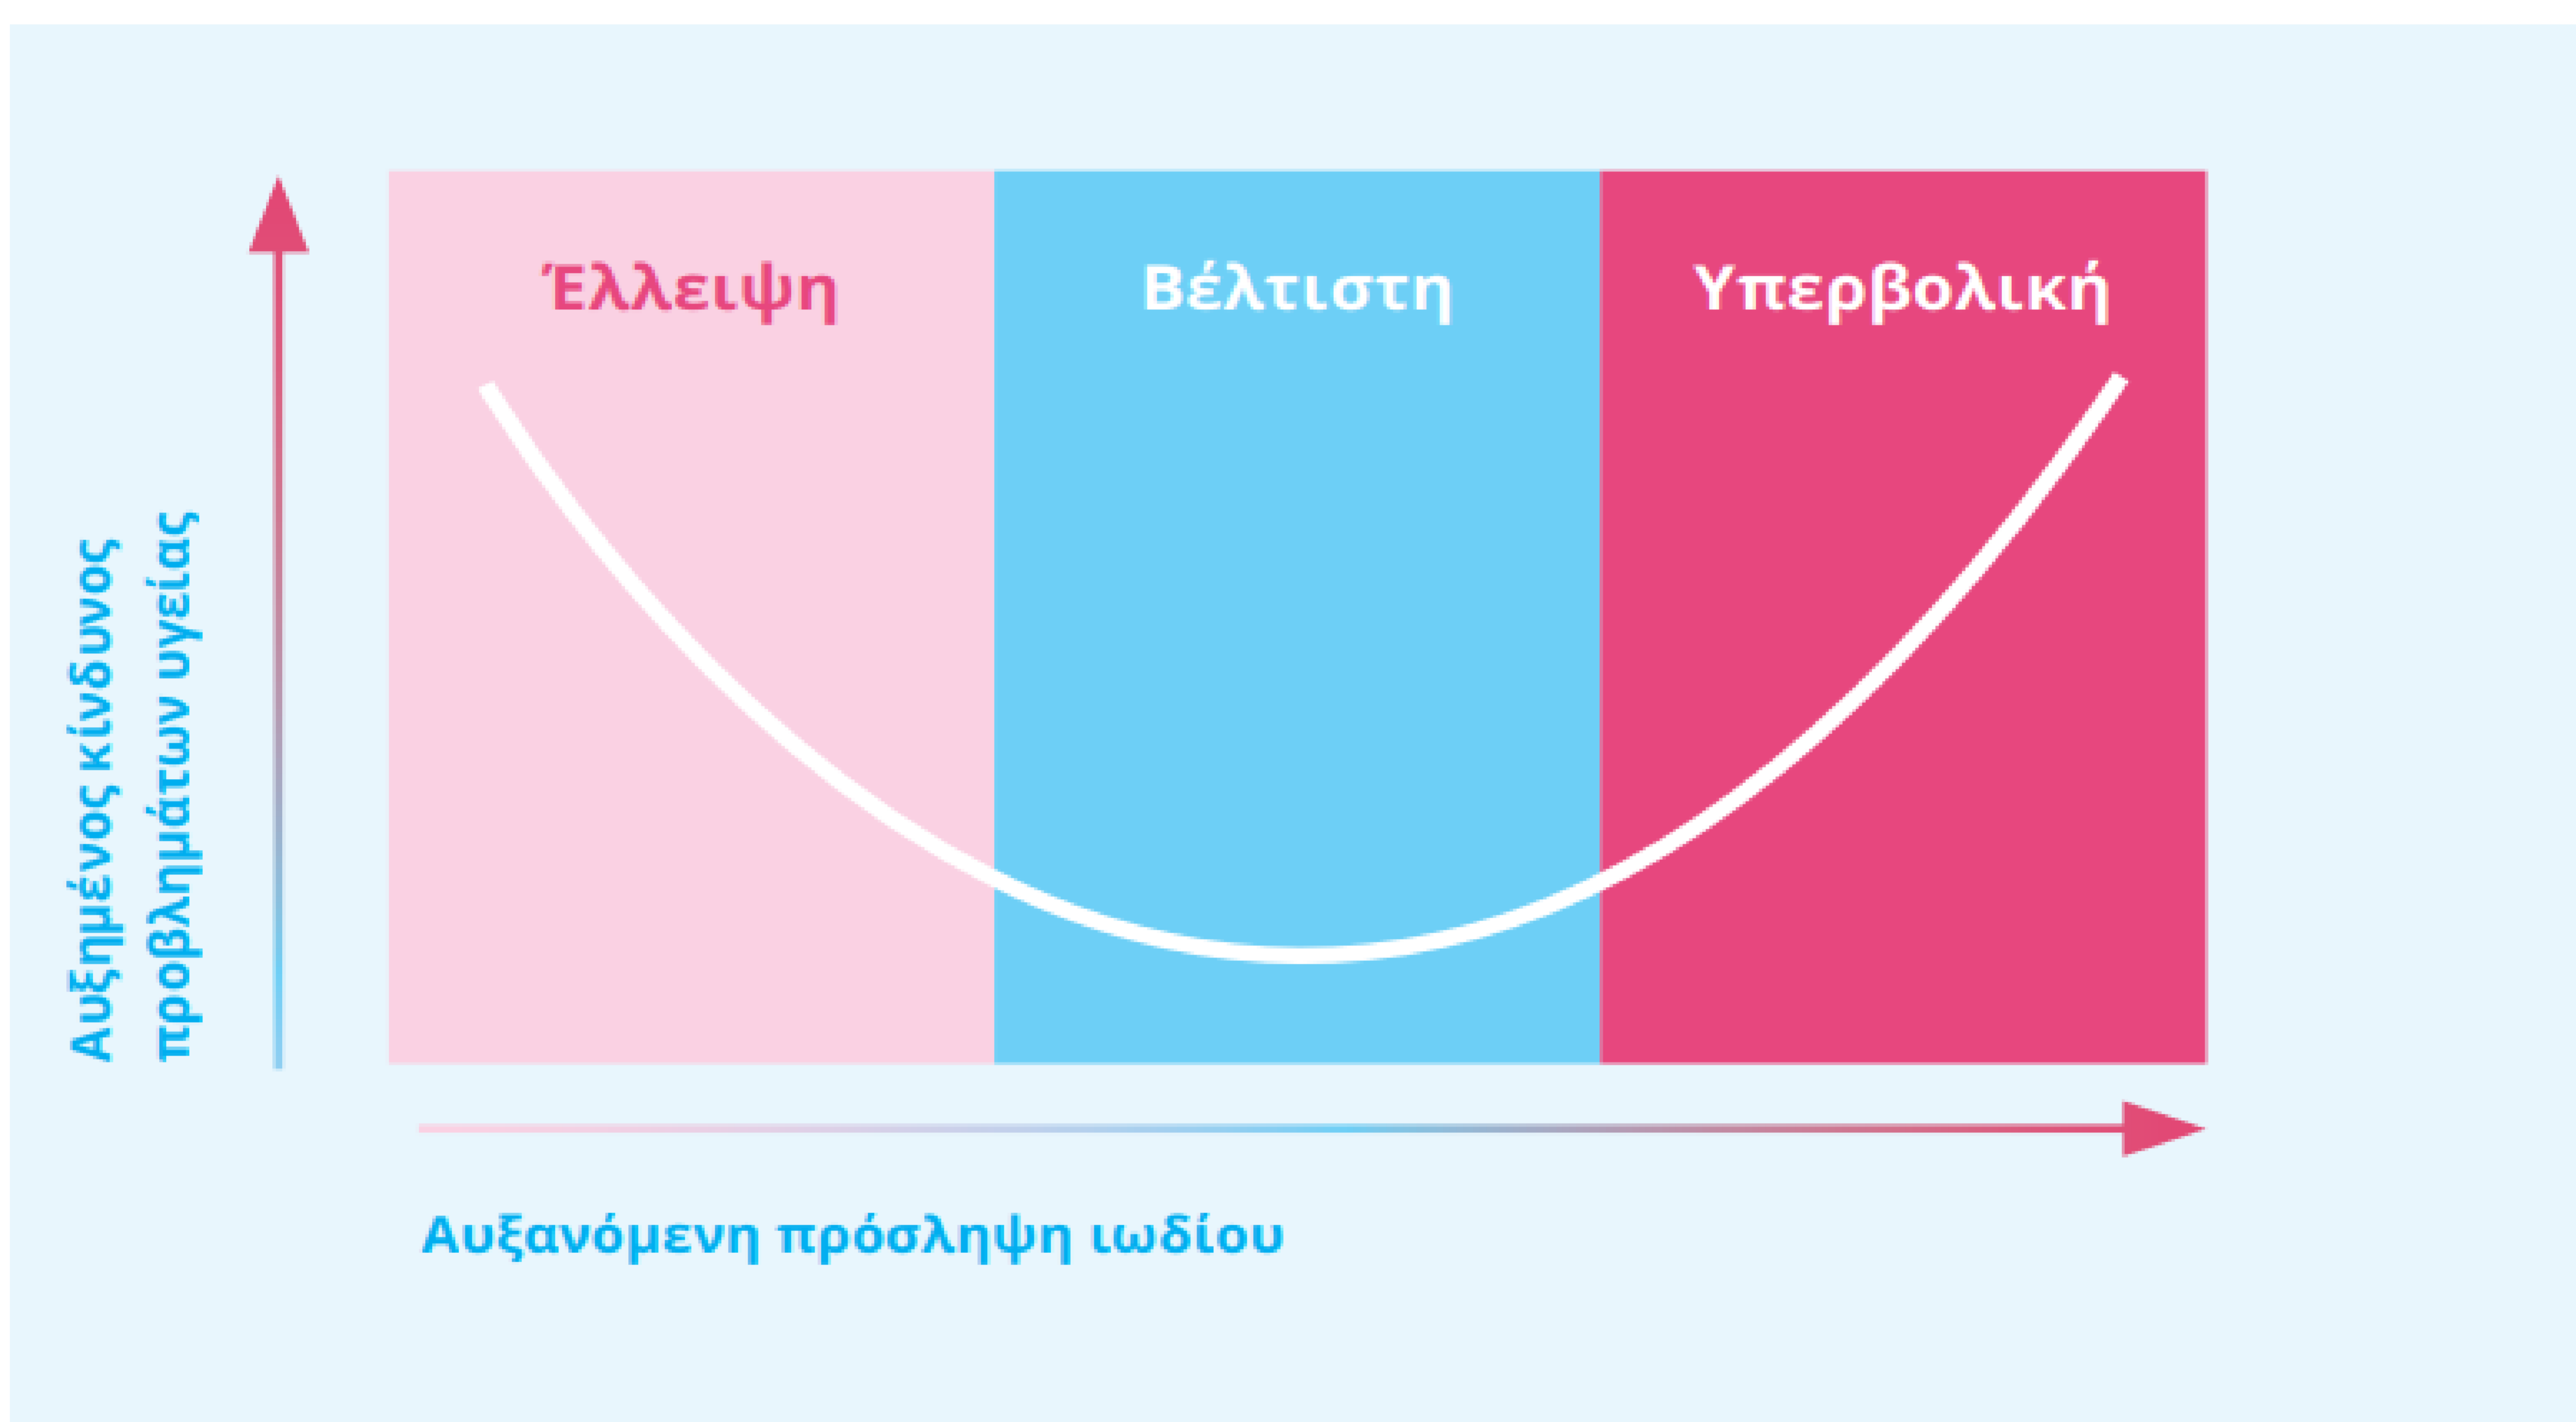 Έλλειψη
Βέλτιστη
Υπερβολική
Αυξημένος κίνδυνος
προβλημάτων υγείας
Αυξανόμενη πρόσληψη ιωδίου